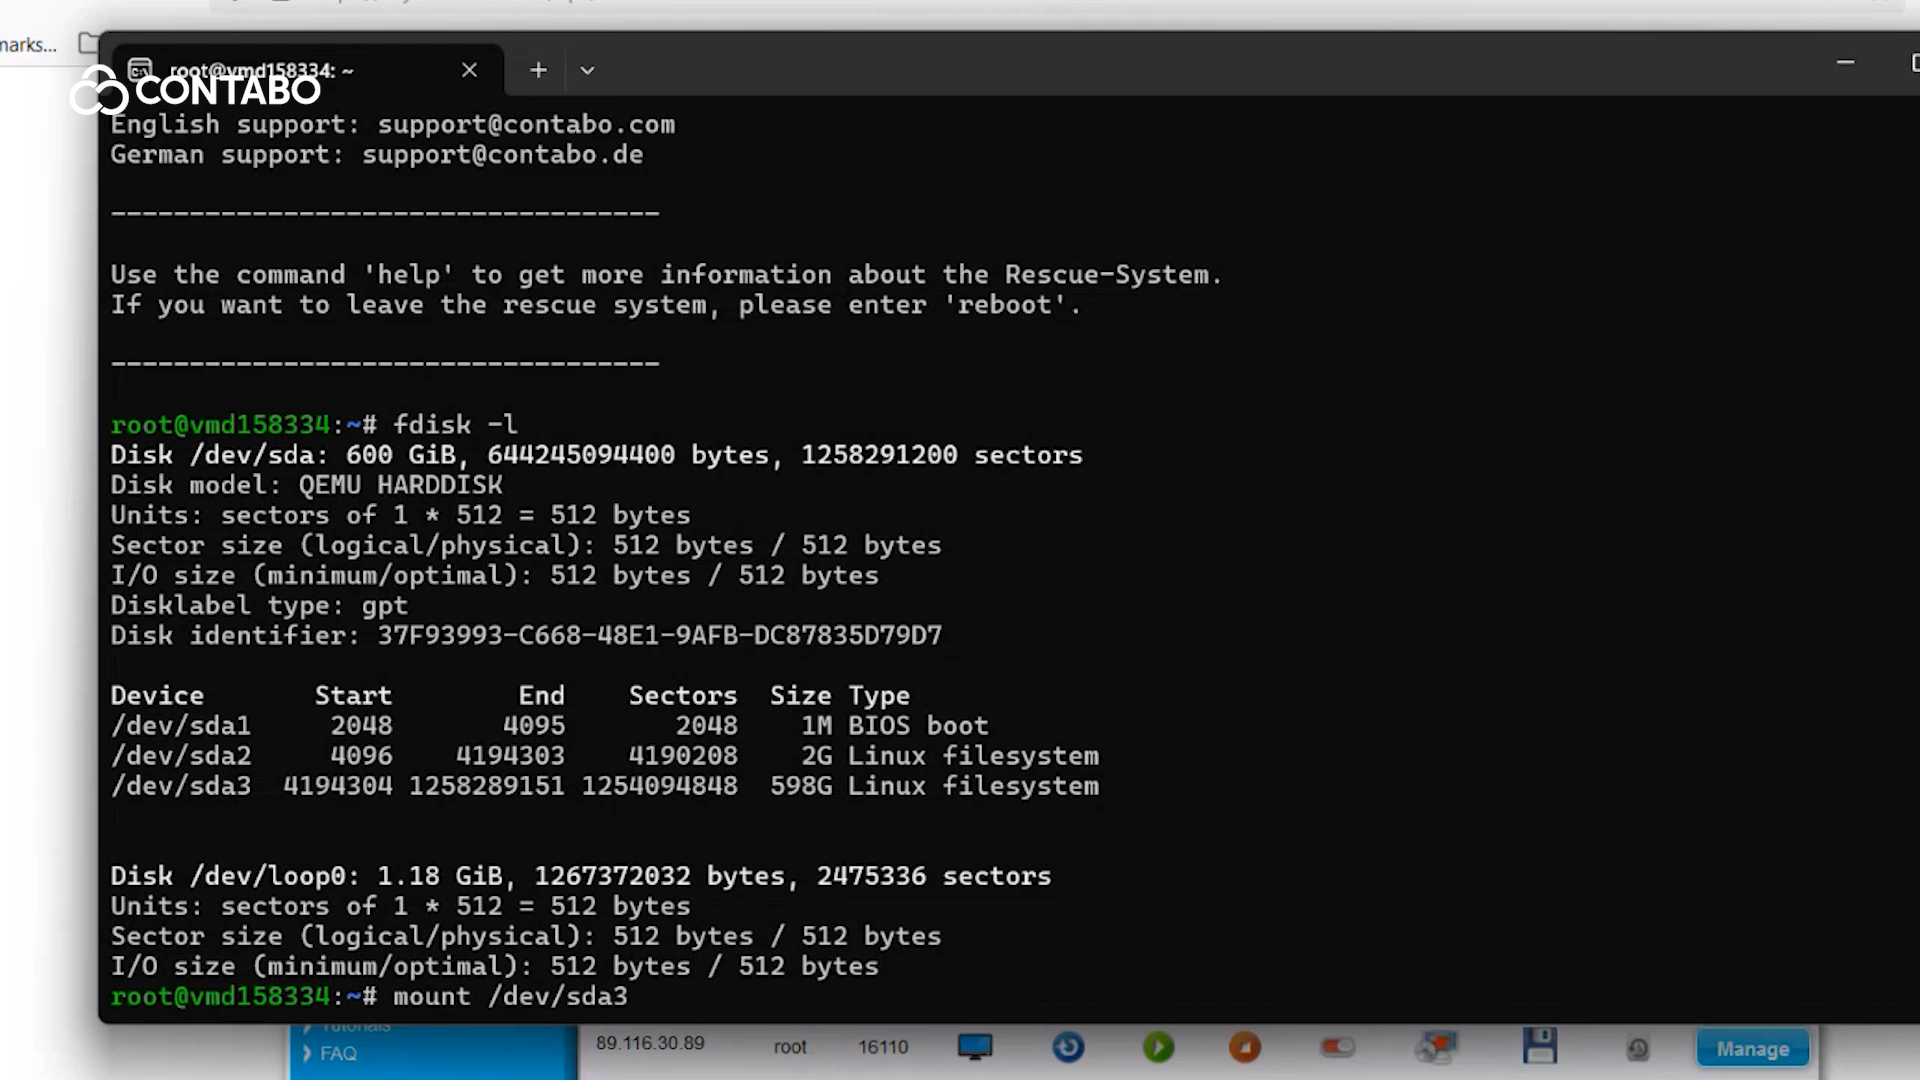 marks...
root@vmd158334: ~
CONTABO
English support: support@contabo.com
German support: support@contabo.de
-----------------------------------
Use the command 'help' to get more information about the Rescue-System.
If you want to leave the rescue system, please enter 'reboot'.
-----------------------------------
root@vmd158334:~# fdisk -l
Disk /dev/sda: 600 GiB, 644245094400 bytes, 1258291200 sectors
Disk model: QEMU HARDDISK
Units: sectors of 1 * 512 = 512 bytes
Sector size (logical/physical): 512 bytes / 512 bytes
I/O size (minimum/optimal): 512 bytes / 512 bytes
Disklabel type: gpt
Disk identifier: 37F93993-C668-48E1-9AFB-DC87835D79D7
Device Start End Sectors Size Type
/dev/sda1 2048 4095 2048 1M BIOS boot
/dev/sda2 4096 4194303 4190208 2G Linux filesystem
/dev/sda3 4194304 1258289151 1254094848 598G Linux filesystem
Disk /dev/loop0: 1.18 GiB, 1267372032 bytes, 2475336 sectors
Units: sectors of 1 * 512 = 512 bytes
Sector size (logical/physical): 512 bytes / 512 bytes
I/O size (minimum/optimal): 512 bytes / 512 bytes
root@vmd158334:~# mount /dev/sda3
Tutorials
FAQ
89.116.30.89 root 16110 Manage